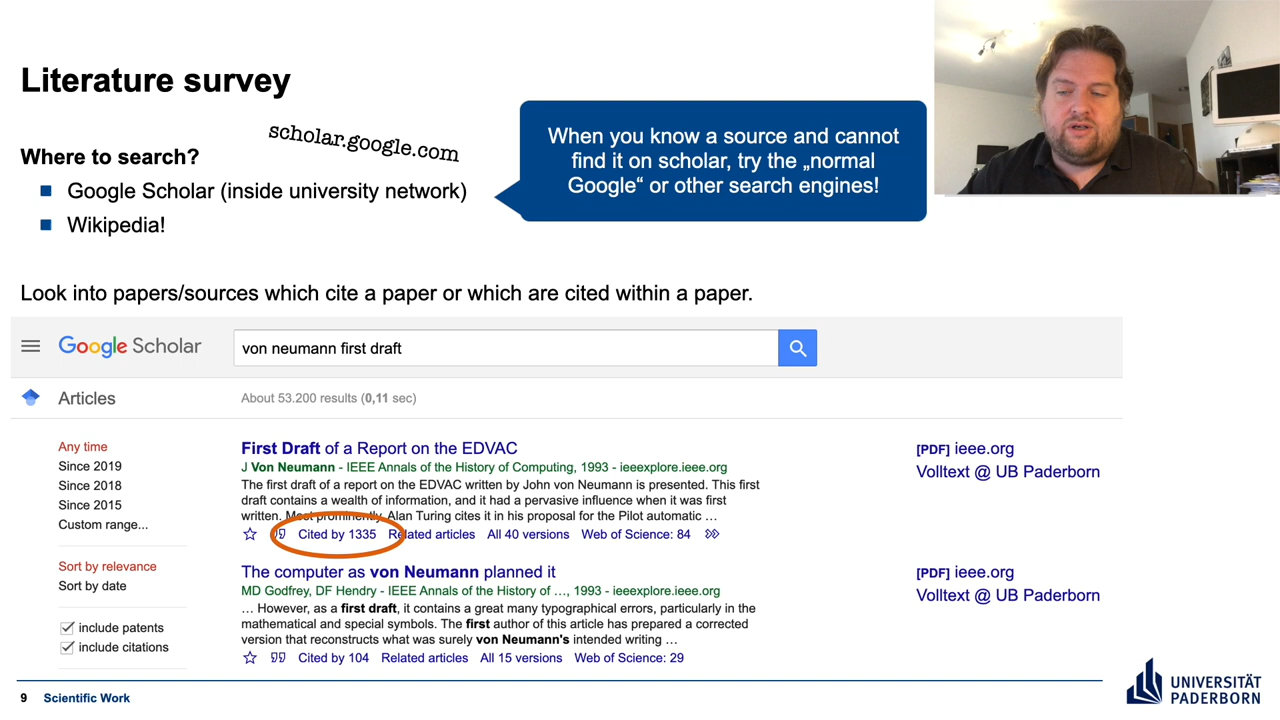 Literature survey
scholar.google.com
Where to search?
Google Scholar (inside university network)
Wikipedia!
When you know a source and cannot
find it on scholar, try the „normal
Google“ or other search engines!
Look into papers/sources which cite a paper or which are cited within a paper.
Google Scholar
von neumann first draft
Articles
About 53.200 results (0,11 sec)
Any time
Since 2019
Since 2018
Since 2015
Custom range...
Sort by relevance
Sort by date
include patents
include citations
First Draft of a Report on the EDVAC
J Von Neumann - IEEE Annals of the History of Computing, 1993 - ieeexplore.ieee.org
The first draft of a report on the EDVAC written by John von Neumann is presented. This first
draft contains a wealth of information, and it had a pervasive influence when it was first
written. Most prominently, Alan Turing cites it in his proposal for the Pilot automatic …
Cited by 1335 Related articles All 40 versions Web of Science: 84
[PDF] ieee.org
Volltext @ UB Paderborn
The computer as von Neumann planned it
MD Godfrey, DF Hendry - IEEE Annals of the History of …, 1993 - ieeexplore.ieee.org
… However, as a first draft, it contains a great many typographical errors, particularly in the
mathematical and special symbols. The first author of this article has prepared a corrected
version that reconstructs what was surely von Neumann's intended writing …
Cited by 104 Related articles All 15 versions Web of Science: 29
[PDF] ieee.org
Volltext @ UB Paderborn
9 Scientific Work
UNIVERSITÄT
PADERBORN